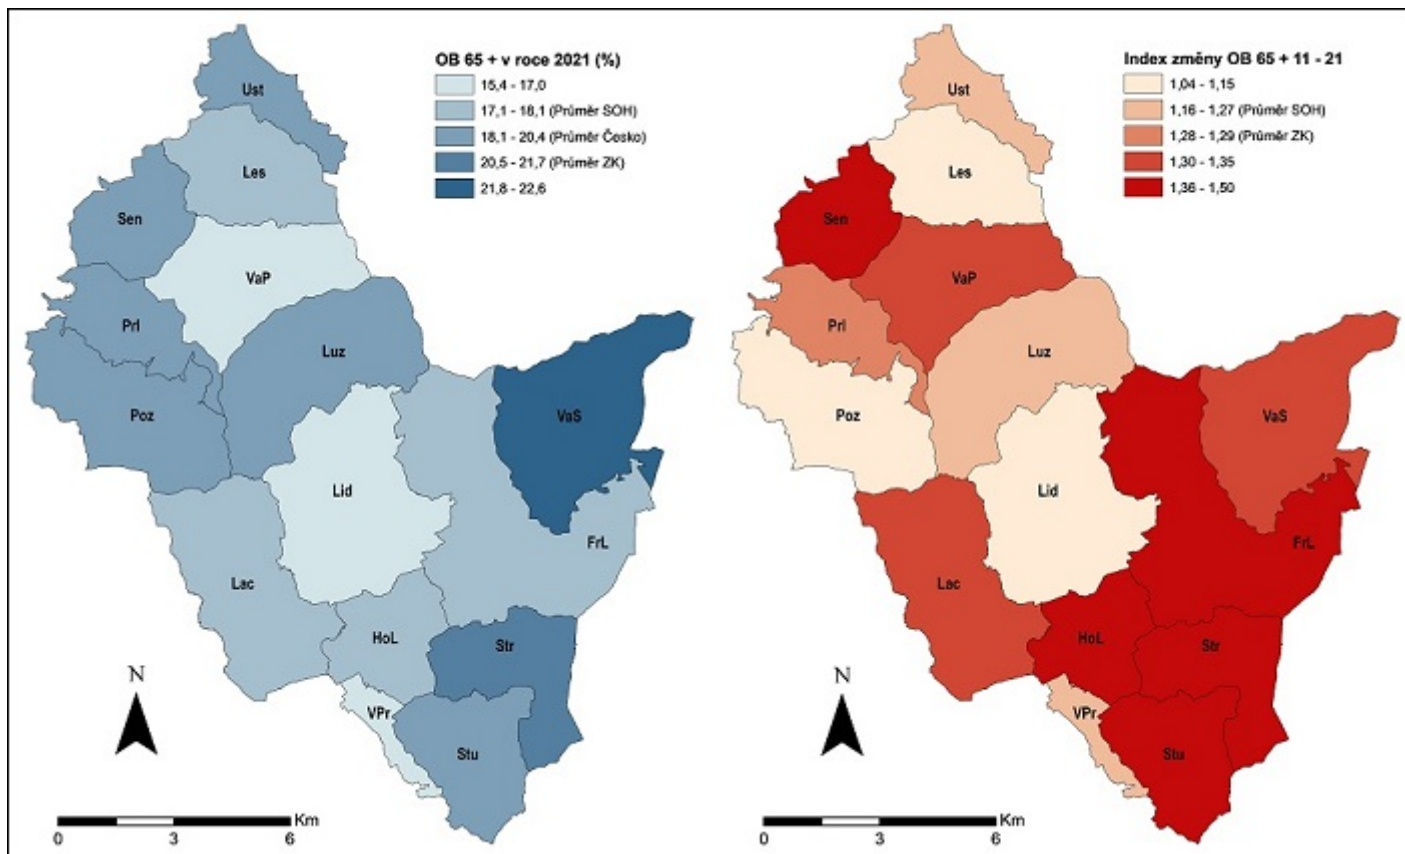 OB 65 + v roce 2021 (%)
15,4 - 17,0
17,1 - 18,1 (Průměr SOH)
18,1 - 20,4 (Průměr Česko)
20,5 - 21,7 (Průměr ZK)
21,8 - 22,6
Ust
Les
Sen
VaP
Prl
Luz
Poz
VaS
Lid
FrL
Lac
HoL
Str
VPr
Stu
N
Km
0 3 6
Index změny OB 65 + 11 - 21
1,04 - 1,15
1,16 - 1,27 (Průměr SOH)
1,28 - 1,29 (Průměr ZK)
1,30 - 1,35
1,36 - 1,50
Ust
Les
Sen
VaP
Prl
Luz
Poz
VaS
Lid
FrL
Lac
HoL
Str
VPr
Stu
N
Km
0 3 6